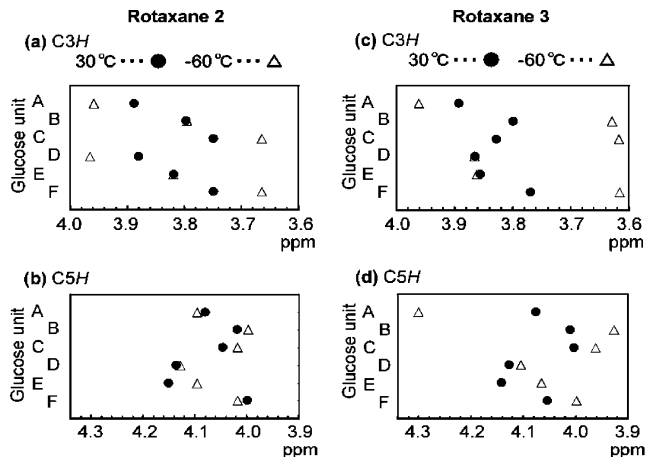 Rotaxane 2
(a) C3H
30 °C ···· ● -60 °C ···· △
Glucose unit
A
B
C
D
E
F
4.0 3.9 3.8 3.7 3.6
ppm
(b) C5H
Glucose unit
A
B
C
D
E
F
4.3 4.2 4.1 4.0 3.9
ppm
Rotaxane 3
(c) C3H
30 °C ···· ● -60 °C ···· △
Glucose unit
A
B
C
D
E
F
4.0 3.9 3.8 3.7 3.6
ppm
(d) C5H
Glucose unit
A
B
C
D
E
F
4.3 4.2 4.1 4.0 3.9
ppm